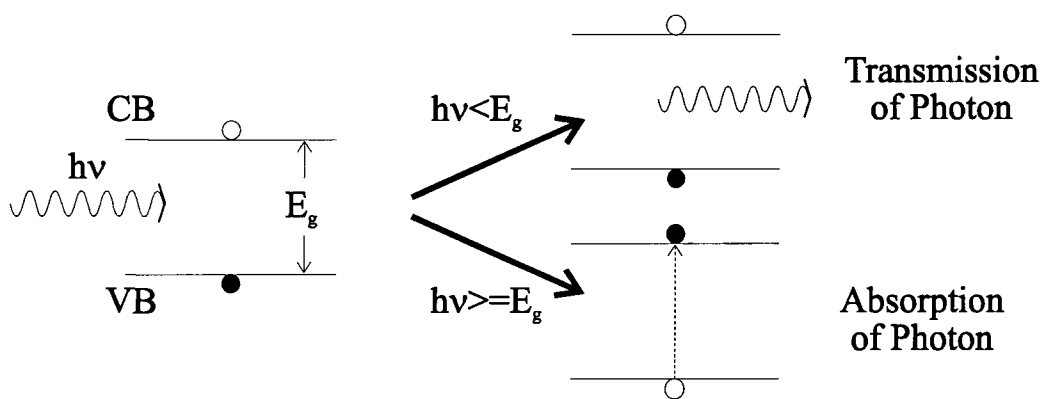 CB
hν
E_g
VB
hν<E_g
hν>=E_g
Transmission
of Photon
Absorption
of Photon